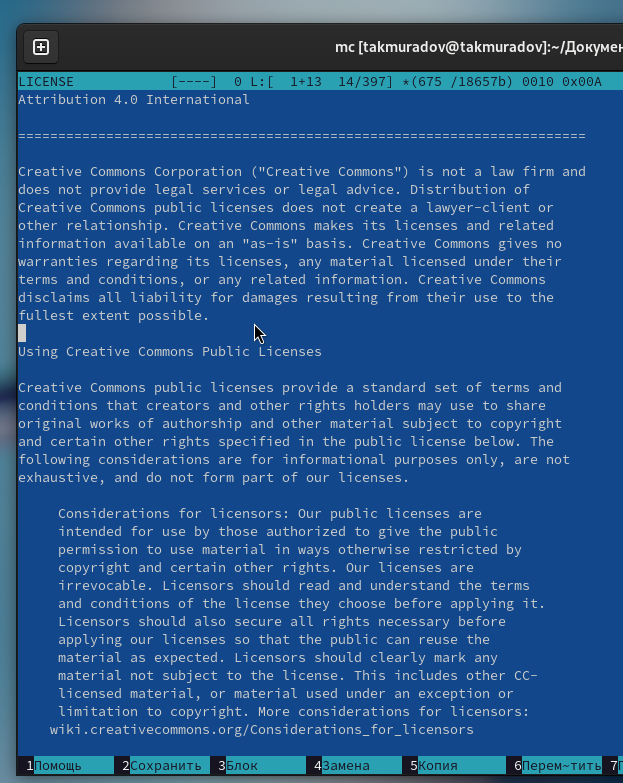 mc [takmuradov@takmuradov]:~/Докумен
LICENSE [----] 0 L:[ 1+13 14/397] *(675 /18657b) 0010 0x00A
Attribution 4.0 International
=======================================================================
Creative Commons Corporation ("Creative Commons") is not a law firm and
does not provide legal services or legal advice. Distribution of
Creative Commons public licenses does not create a lawyer-client or
other relationship. Creative Commons makes its licenses and related
information available on an "as-is" basis. Creative Commons gives no
warranties regarding its licenses, any material licensed under their
terms and conditions, or any related information. Creative Commons
disclaims all liability for damages resulting from their use to the
fullest extent possible.
Using Creative Commons Public Licenses
Creative Commons public licenses provide a standard set of terms and
conditions that creators and other rights holders may use to share
original works of authorship and other material subject to copyright
and certain other rights specified in the public license below. The
following considerations are for informational purposes only, are not
exhaustive, and do not form part of our licenses.
Considerations for licensors: Our public licenses are
intended for use by those authorized to give the public
permission to use material in ways otherwise restricted by
copyright and certain other rights. Our licenses are
irrevocable. Licensors should read and understand the terms
and conditions of the license they choose before applying it.
Licensors should also secure all rights necessary before
applying our licenses so that the public can reuse the
material as expected. Licensors should clearly mark any
material not subject to the license. This includes other CC-
licensed material, or material used under an exception or
limitation to copyright. More considerations for licensors:
wiki.creativecommons.org/Considerations_for_licensors
1Помощь 2Сохранить 3Блок 4Замена 5Копия 6Перем~тить 7